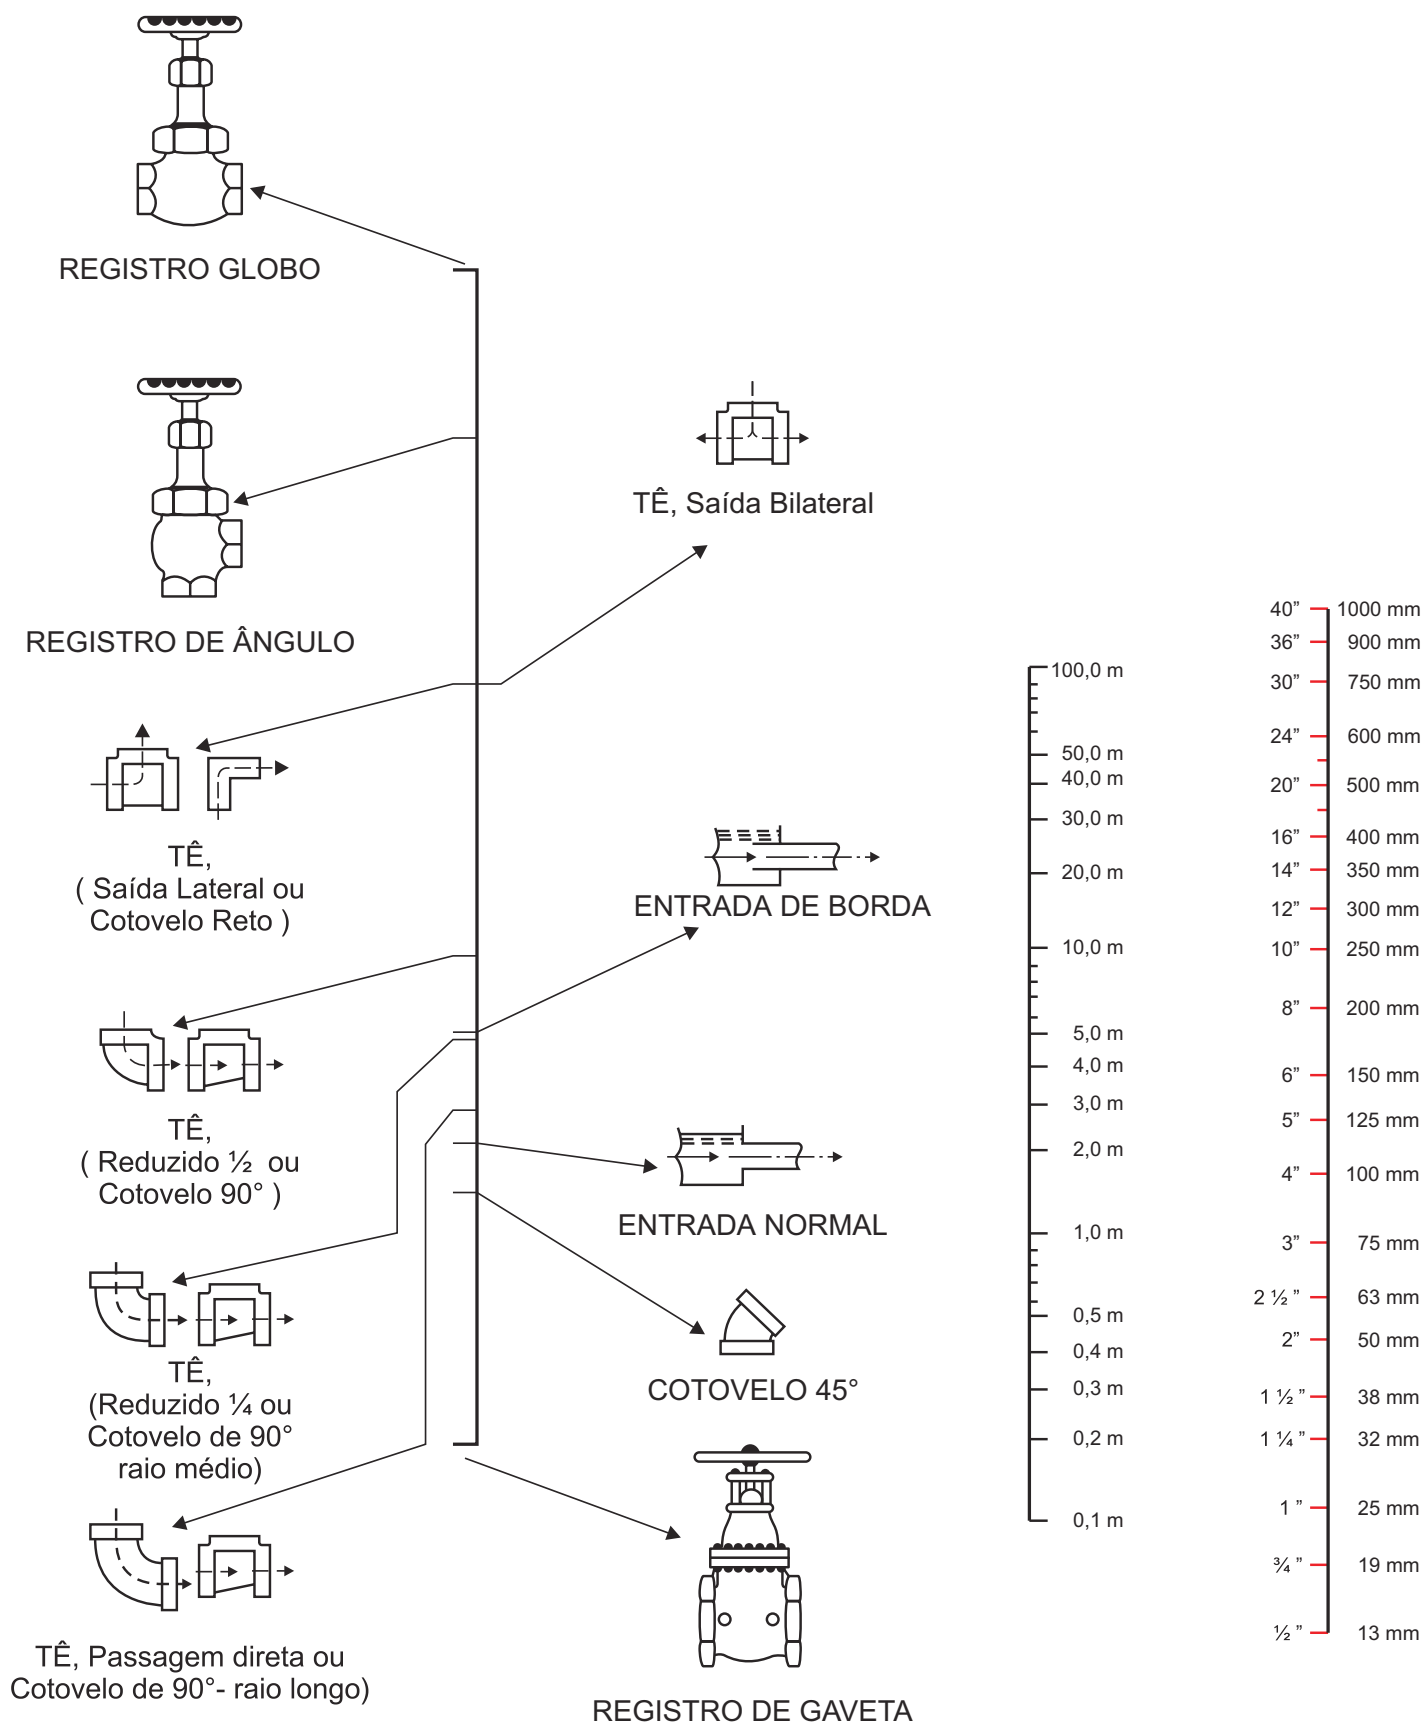 REGISTRO GLOBO
REGISTRO DE ÂNGULO
TÊ,
( Saída Lateral ou
Cotovelo Reto )
TÊ,
( Reduzido ½ ou
Cotovelo 90° )
TÊ,
(Reduzido ¼ ou
Cotovelo de 90°
raio médio)
TÊ, Passagem direta ou
Cotovelo de 90°- raio longo)
TÊ, Saída Bilateral
ENTRADA DE BORDA
ENTRADA NORMAL
COTOVELO 45°
REGISTRO DE GAVETA
100,0 m
50,0 m
40,0 m
30,0 m
20,0 m
10,0 m
5,0 m
4,0 m
3,0 m
2,0 m
1,0 m
0,5 m
0,4 m
0,3 m
0,2 m
0,1 m
40” 1000 mm
36” 900 mm
30” 750 mm
24” 600 mm
20” 500 mm
16” 400 mm
14” 350 mm
12” 300 mm
10” 250 mm
8” 200 mm
6” 150 mm
5” 125 mm
4” 100 mm
3” 75 mm
2 ½ ” 63 mm
2” 50 mm
1 ½ ” 38 mm
1 ¼ ” 32 mm
1 ” 25 mm
¾ ” 19 mm
½ ” 13 mm